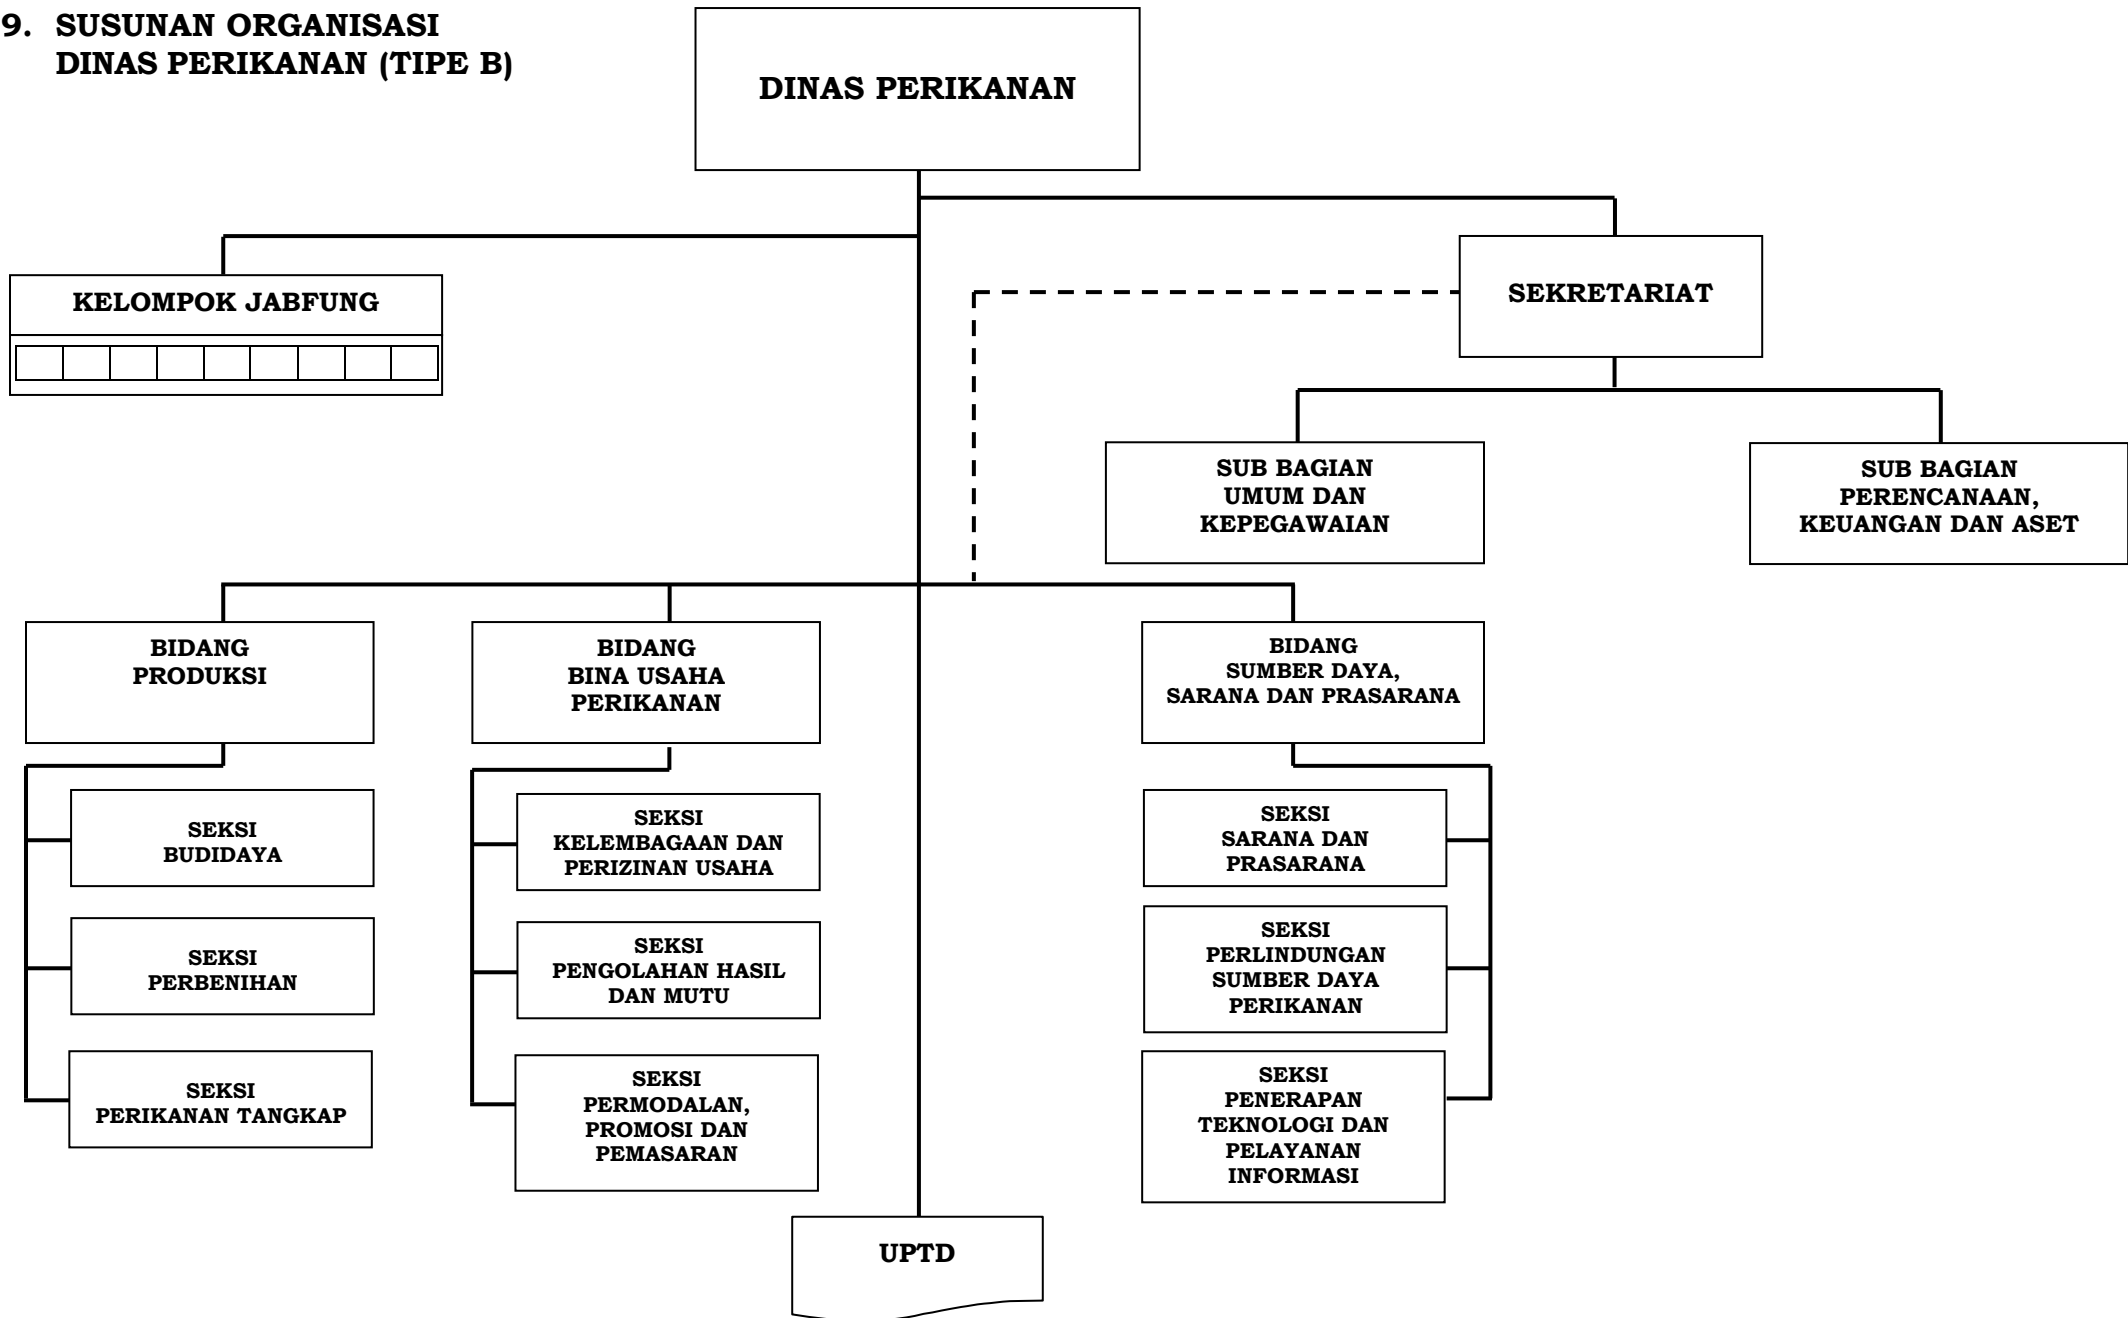 9. SUSUNAN ORGANISASI
DINAS PERIKANAN (TIPE B)
DINAS PERIKANAN
KELOMPOK JABFUNG
SEKRETARIAT
SUB BAGIAN
UMUM DAN
KEPEGAWAIAN
SUB BAGIAN
PERENCANAAN,
KEUANGAN DAN ASET
BIDANG
PRODUKSI
BIDANG
BINA USAHA
PERIKANAN
BIDANG
SUMBER DAYA,
SARANA DAN PRASARANA
SEKSI
BUDIDAYA
SEKSI
PERBENIHAN
SEKSI
PERIKANAN TANGKAP
SEKSI
KELEMBAGAAN DAN
PERIZINAN USAHA
SEKSI
PENGOLAHAN HASIL
DAN MUTU
SEKSI
PERMODALAN,
PROMOSI DAN
PEMASARAN
SEKSI
SARANA DAN
PRASARANA
SEKSI
PERLINDUNGAN
SUMBER DAYA
PERIKANAN
SEKSI
PENERAPAN
TEKNOLOGI DAN
PELAYANAN
INFORMASI
UPTD